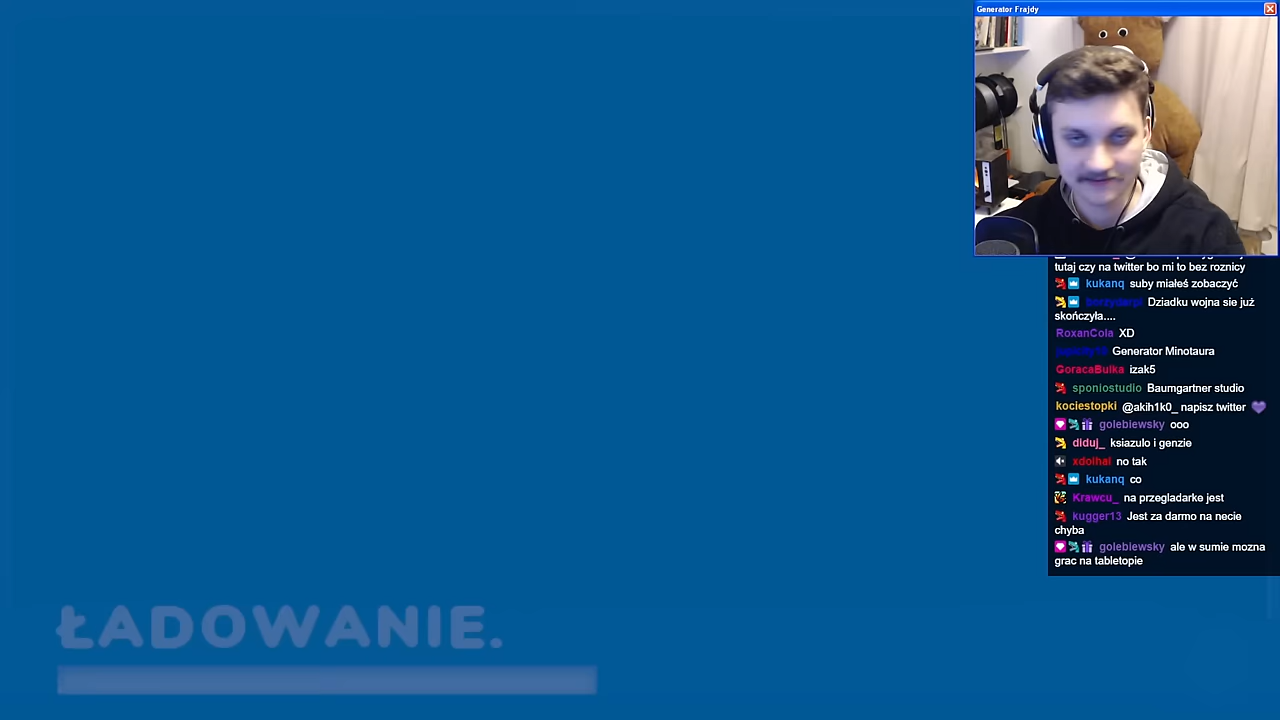 Generator Frajdy
tutaj czy na twitter bo mi to bez roznicy
kukanq suby miałeś zobaczyć
Dziadku wojna sie już
skończyła....
RoxanCola XD
Generator Minotaura
GoracaBulka izak5
sponiostudio Baumgartner studio
kociestopki @akih1k0_ napisz twitter
golebiewsky ooo
diduj_ ksiazulo i genzie
xdolhai no tak
kukanq co
Krawcu_ na przegladarke jest
kugger13 Jest za darmo na necie
chyba
golebiewsky ale w sumie mozna
grac na tabletopie
ŁADOWANIE.